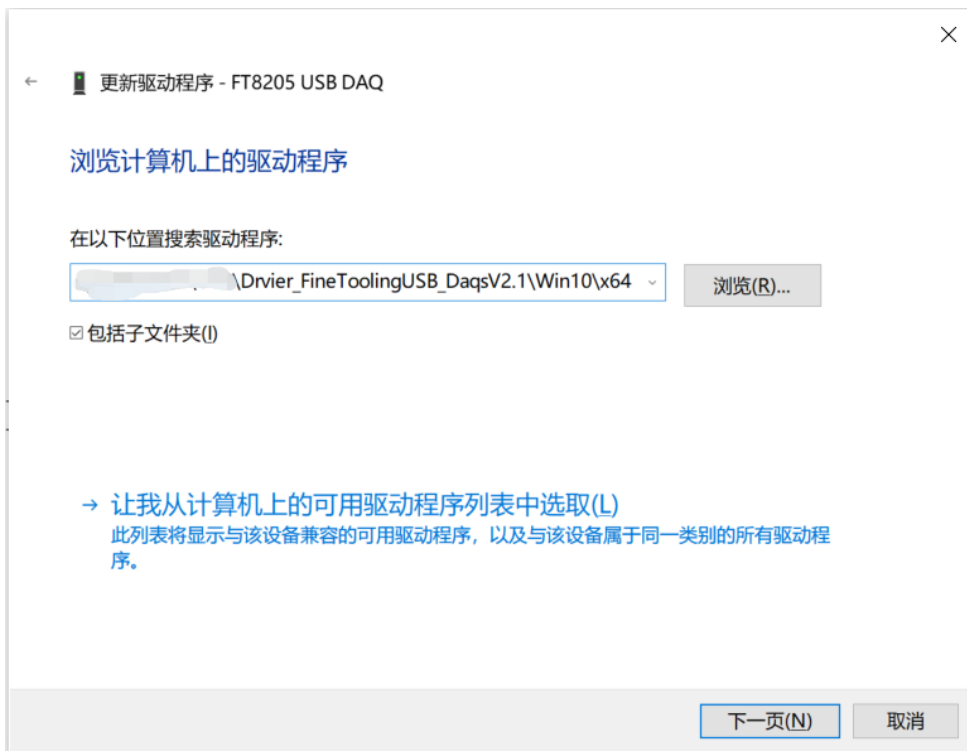 更新驱动程序 - FT8205 USB DAQ
浏览计算机上的驱动程序
在以下位置搜索驱动程序:
\Drvier_FineToolingUSB_DaqsV2.1\Win10\x64
浏览(R)...
包括子文件夹(I)
→ 让我从计算机上的可用驱动程序列表中选取(L)
此列表将显示与该设备兼容的可用驱动程序，以及与该设备属于同一类别的所有驱动程
序。
下一页(N)
取消